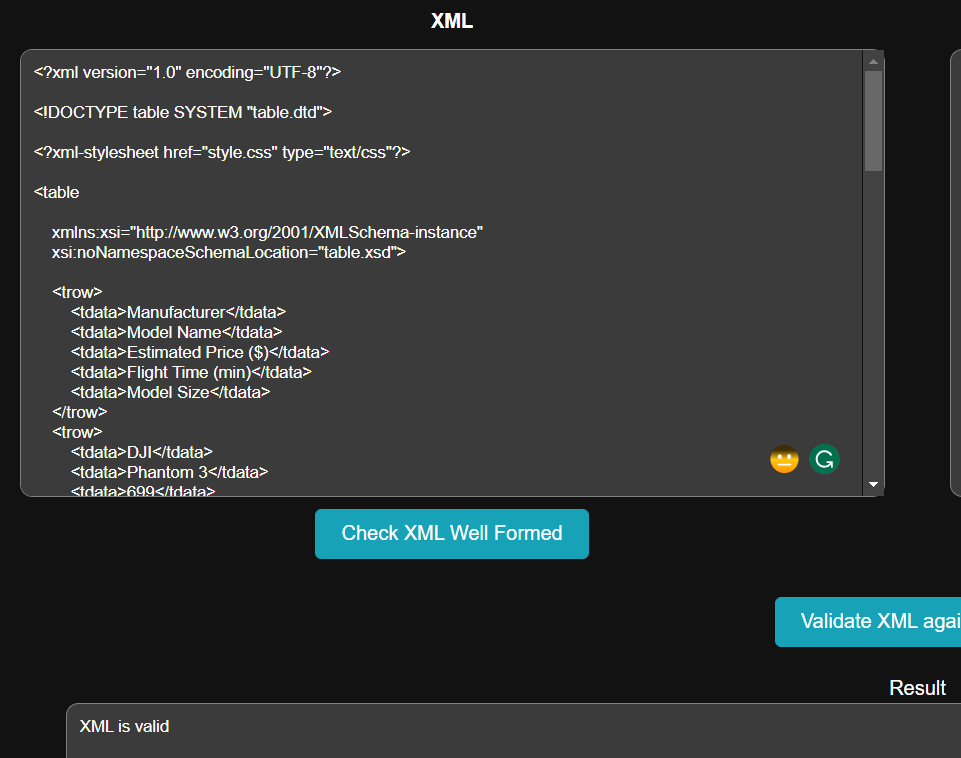 XML
<?xml version="1.0" encoding="UTF-8"?>
<!DOCTYPE table SYSTEM "table.dtd">
<?xml-stylesheet href="style.css" type="text/css"?>
<table
xmlns:xsi="http://www.w3.org/2001/XMLSchema-instance"
xsi:noNamespaceSchemaLocation="table.xsd">
<trow>
<tdata>Manufacturer</tdata>
<tdata>Model Name</tdata>
<tdata>Estimated Price ($)</tdata>
<tdata>Flight Time (min)</tdata>
<tdata>Model Size</tdata>
</trow>
<trow>
<tdata>DJI</tdata>
<tdata>Phantom 3</tdata>
<tdata>699</tdata>
Check XML Well Formed
Validate XML agai
Result
XML is valid